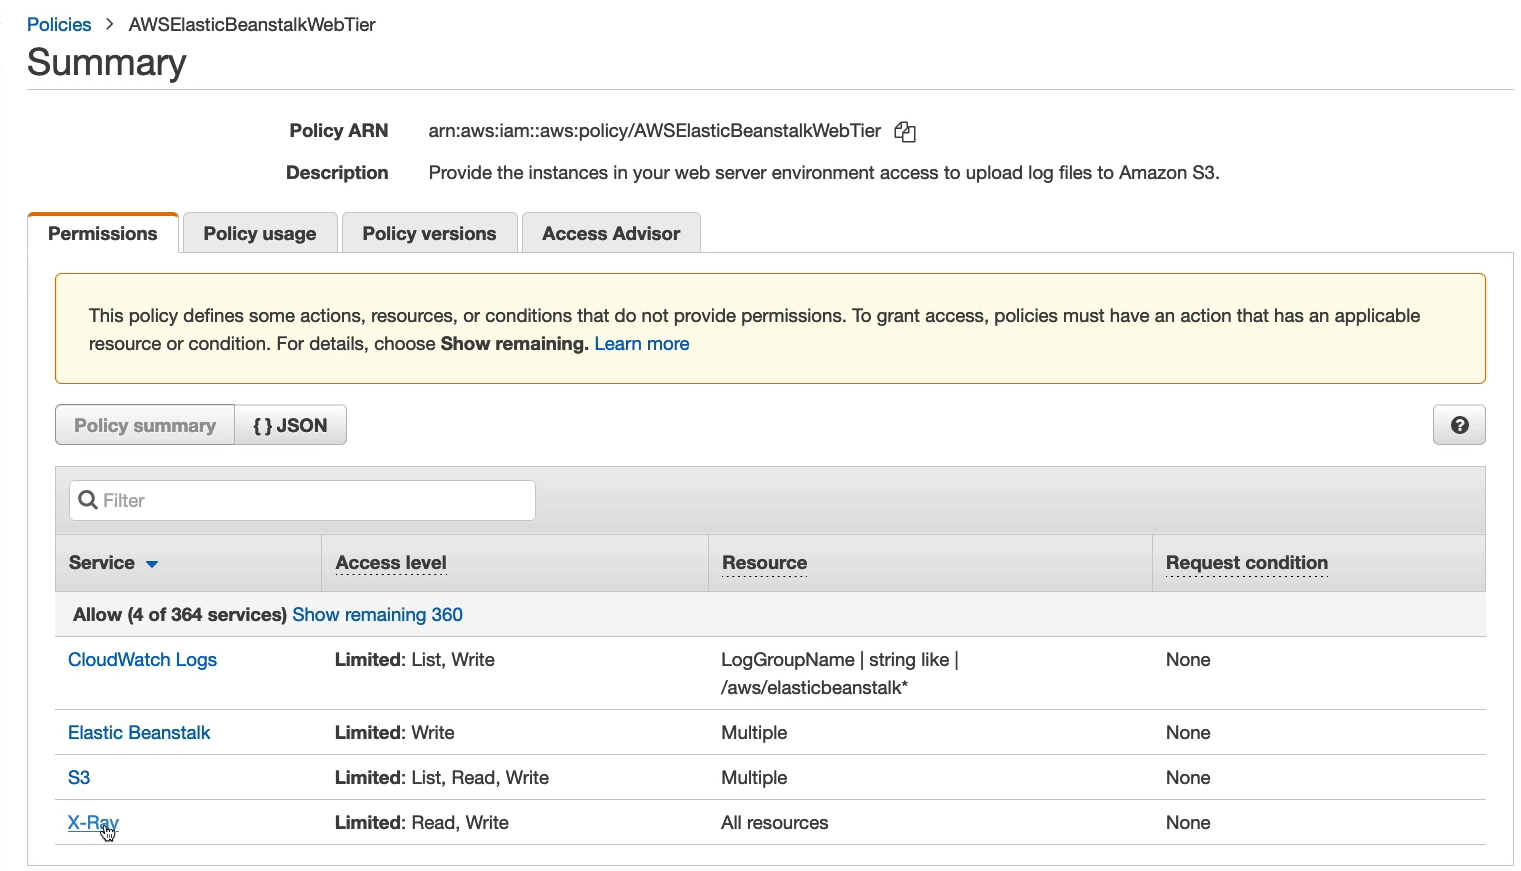 Policies > AWSElasticBeanstalkWebTier
Summary
Policy ARN arn:aws:iam::aws:policy/AWSElasticBeanstalkWebTier
Description Provide the instances in your web server environment access to upload log files to Amazon S3.
Permissions Policy usage Policy versions Access Advisor
This policy defines some actions, resources, or conditions that do not provide permissions. To grant access, policies must have an action that has an applicable
resource or condition. For details, choose Show remaining. Learn more
Policy summary { } JSON ?
Filter
Service Access level Resource Request condition
Allow (4 of 364 services) Show remaining 360
CloudWatch Logs Limited: List, Write LogGroupName | string like | None
/aws/elasticbeanstalk*
Elastic Beanstalk Limited: Write Multiple None
S3 Limited: List, Read, Write Multiple None
X-Ray Limited: Read, Write All resources None